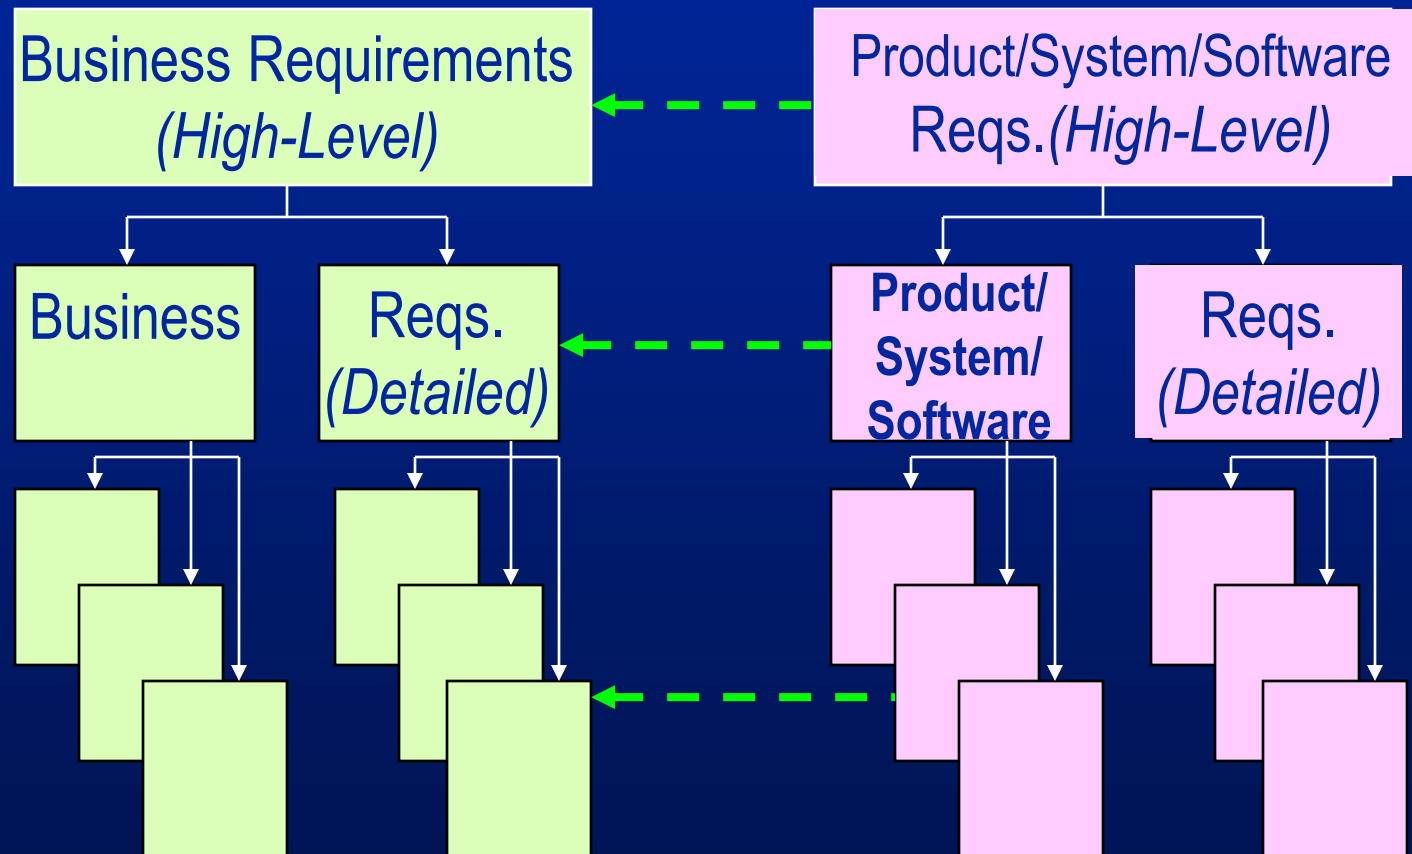 Business Requirements
(High-Level)
Product/System/Software
Reqs.(High-Level)
Business
Reqs.
(Detailed)
Product/
System/
Software
Reqs.
(Detailed)